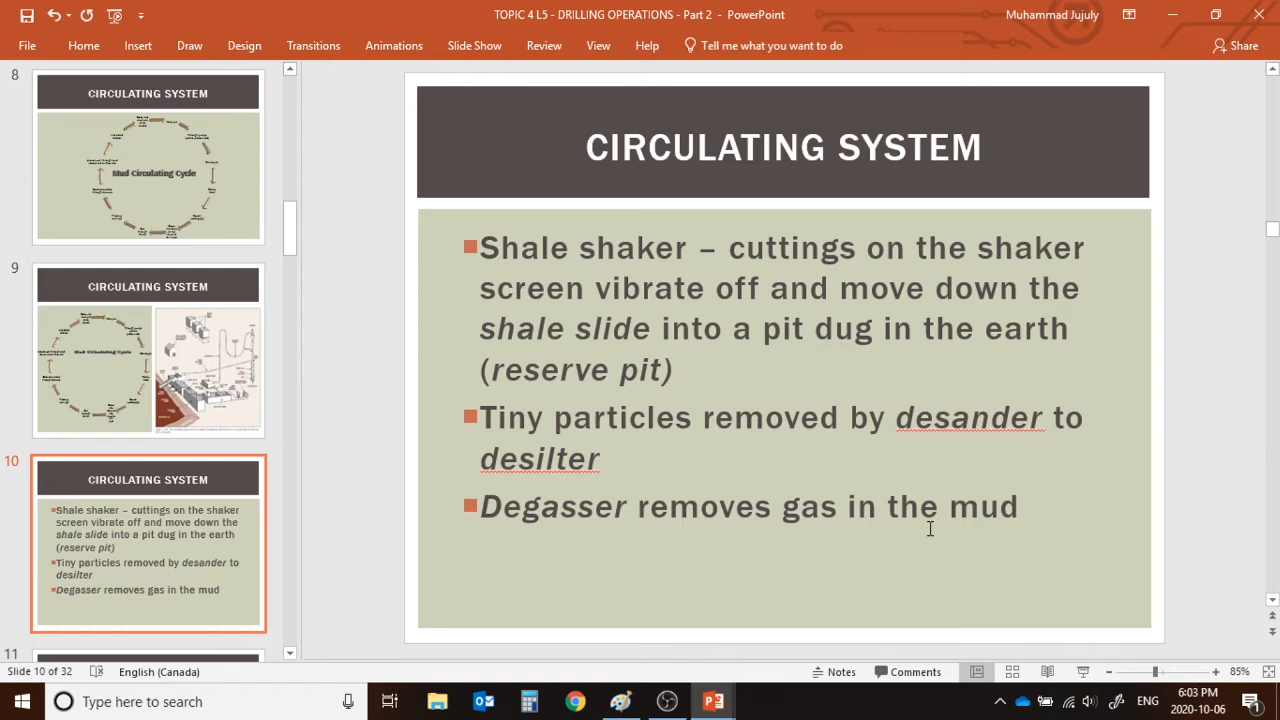 TOPIC 4 L5 - DRILLING OPERATIONS - Part 2 - PowerPoint
Muhammad Jujuly
File
Home
Insert
Draw
Design
Transitions
Animations
Slide Show
Review
View
Help
Tell me what you want to do
Share
8
CIRCULATING SYSTEM
Mud Circulating Cycle
9
CIRCULATING SYSTEM
Mud Circulating Cycle
10
CIRCULATING SYSTEM
Shale shaker – cuttings on the shaker
screen vibrate off and move down the
shale slide into a pit dug in the earth
(reserve pit)
Tiny particles removed by desander to
desilter
Degasser removes gas in the mud
11
CIRCULATING SYSTEM
Shale shaker – cuttings on the shaker
screen vibrate off and move down the
shale slide into a pit dug in the earth
(reserve pit)
Tiny particles removed by desander to
desilter
Degasser removes gas in the mud
Slide 10 of 32
English (Canada)
Notes
Comments
85%
Type here to search
ENG
6:03 PM
2020-10-06
1